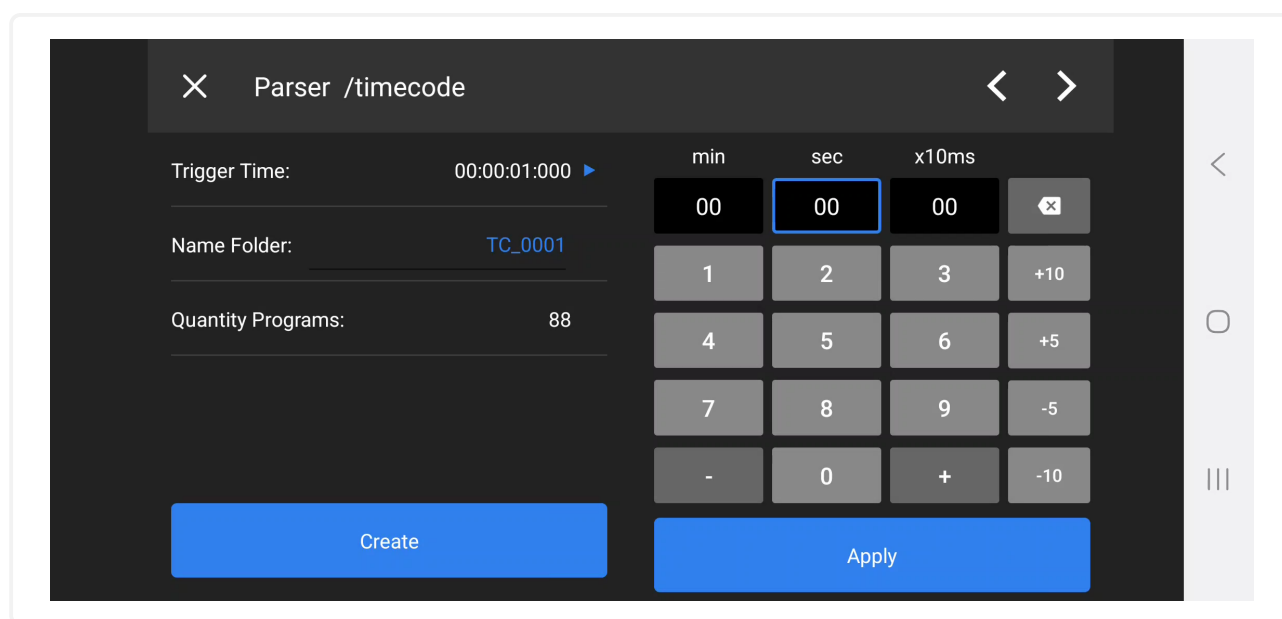 Parser /timecode
Trigger Time: 00:00:01:000
Name Folder: TC_0001
Quantity Programs: 88
Create
min sec x10ms
00 00 00
1 2 3 +10
4 5 6 +5
7 8 9 -5
- 0 + -10
Apply